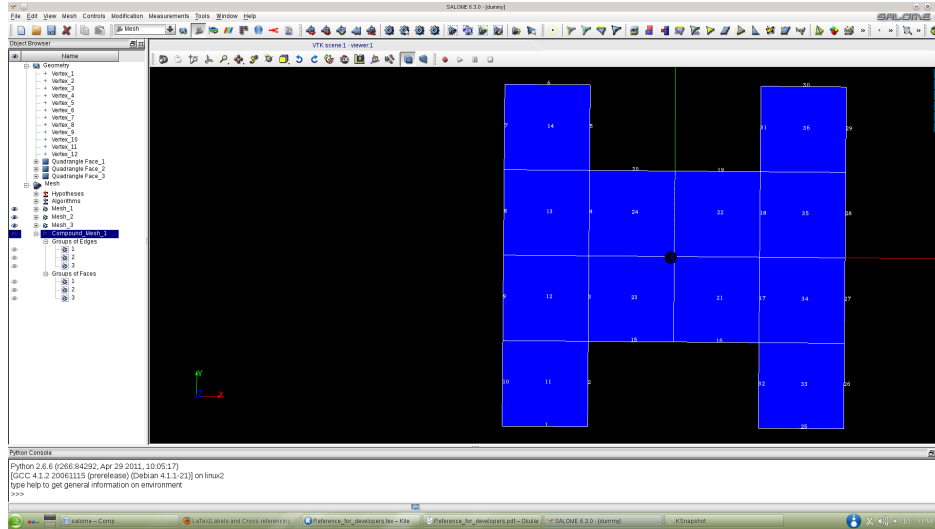 SALOME 6.3.0 - [dummy]
File Edit View Mesh Controls Modification Measurements Tools Window Help
Mesh
SALOME
Object Browser
VTK scene:1 - viewer:1
Name
Geometry
Vertex_1
Vertex_2
Vertex_3
Vertex_4
Vertex_5
Vertex_6
Vertex_7
Vertex_8
Vertex_9
Vertex_10
Vertex_11
Vertex_12
Quadrangle Face_1
Quadrangle Face_2
Quadrangle Face_3
Mesh
Hypotheses
Algorithms
Mesh_1
Mesh_2
Mesh_3
Compound_Mesh_1
Groups of Edges
1
2
3
Groups of Faces
1
2
3
6 30
7 14 5 31 36 29
20 19
8 13 4 24 22 18 35 28
9 12 3 23 21 17 34 27
15 16
10 11 2 32 33 26
1 25
Y
X
Python Console
Python 2.6.6 (r266:84292, Apr 29 2011, 10:05:17)
[GCC 4.1.2 20061115 (prerelease) (Debian 4.1.1-21)] on linux2
type help to get general information on environment
>>>
salome – Comp
LaTeX/Labels and Cross-referencing
Reference_for_developers.tex – Kile
Reference_for_developers.pdf – Okular
SALOME 6.3.0 - [dummy]
KSnapshot